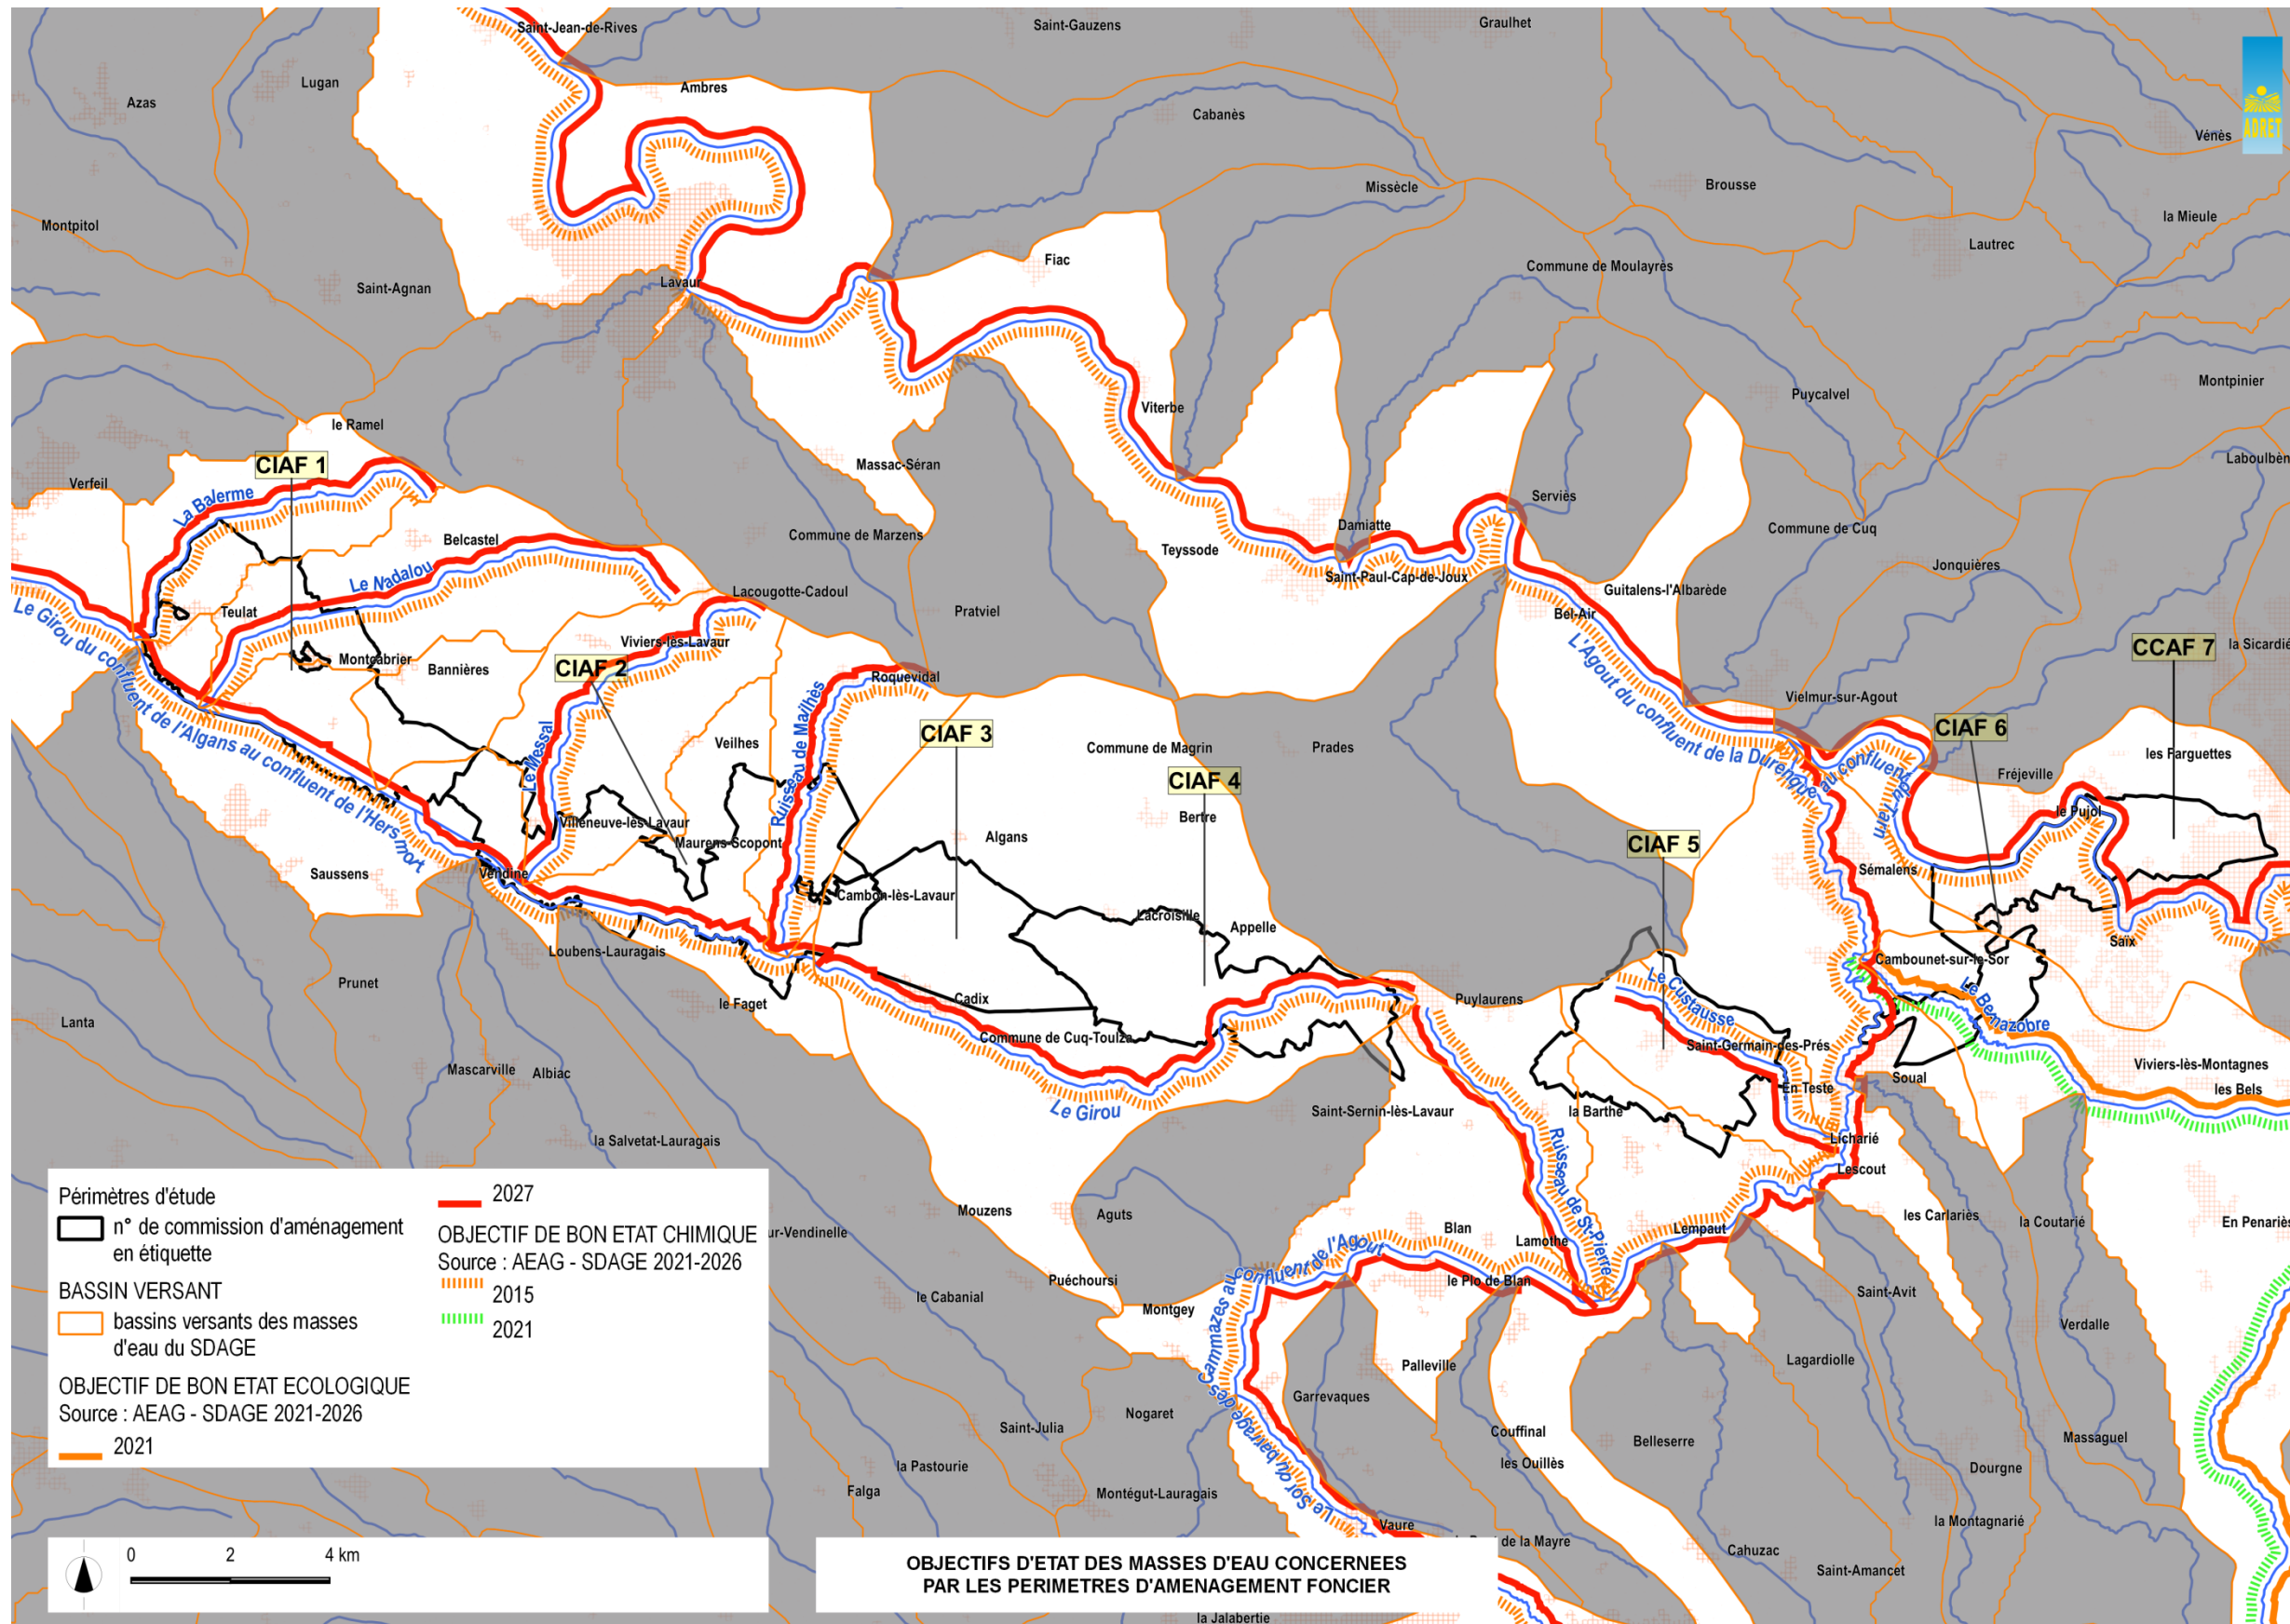 Saint-Jean-de-Rives
Saint-Gauzens
Graulhet
Lugan
Ambres
Azas
Cabanès
Vénès
ADRET
Missècle
Brousse
la Mieule
Montpitol
Lautrec
Fiac
Commune de Moulayrès
Saint-Agnan
Lavaur
Montpinier
Puycalvel
Viterbe
le Ramel
CIAF 1
Massac-Séran
Verfeil
La Balerme
Serviès
Damiatte
Commune de Cuq
Commune de Marzens
Belcastel
Teyssode
Jonquières
Le Nadalou
Saint-Paul-Cap-de-Joux
Lacougotte-Cadoul
Guitalens-l'Albarède
Teulat
Pratviel
Bel-Air
Viviers-lès-Lavaur
CCAF 7
Montcabrier
Bannières
CIAF 2
Roquevidal
Vielmur-sur-Agout
CIAF 3
CIAF 6
Veilhes
Commune de Magrin
Prades
les Farguettes
Le Messal
Ruisseau de Mailhès
CIAF 4
Fréjeville
L'Agout du confluent de la Durenque au confluent du Tarn
Le Girou du confluent de l'Algans au confluent de l'Hers mort
Bertre
le Pujol
Villeneuve-lès-Lavaur
Maurens-Scopont
Algans
CIAF 5
Saussens
Vendine
Sémalens
Cambon-lès-Lavaur
Lacroisille
Appelle
Saïx
Loubens-Lauragais
Cambounet-sur-le-Sor
Prunet
le Faget
Cadix
Puylaurens
Le Custausse
Le Bernazobre
Lanta
Commune de Cuq-Toulza
Saint-Germain-des-Prés
Mascarville
Albiac
Viviers-lès-Montagnes
Soual
En Teste
les Bels
Le Girou
Saint-Sernin-lès-Lavaur
la Barthe
la Salvetat-Lauragais
Licharié
Lescout
Ruisseau de St-Pierre
Mouzens
Aguts
Blan
Lamothe
Lempaut
les Carlariès
la Coutarié
ur-Vendinelle
Puéchoursi
le Plo de Blan
le Cabanial
Montgey
Saint-Avit
Verdalle
Le Sor du barrage des Cammazes au confluent de l'Agout
Palleville
Lagardiolle
Garrevaques
Nogaret
Saint-Julia
Couffinal
Belleserre
Massaguel
les Ouillès
la Pastourie
Dourgne
Falga
Montégut-Lauragais
Vaure
la Montagnarié
de la Mayre
Cahuzac
Saint-Amancet
la Jalabertie
Périmètres d'étude
n° de commission d'aménagement
en étiquette
BASSIN VERSANT
bassins versants des masses
d'eau du SDAGE
OBJECTIF DE BON ETAT ECOLOGIQUE
Source : AEAG - SDAGE 2021-2026
2021
2027
OBJECTIF DE BON ETAT CHIMIQUE
Source : AEAG - SDAGE 2021-2026
2015
2021
0 2 4 km
OBJECTIFS D'ETAT DES MASSES D'EAU CONCERNEES
PAR LES PERIMETRES D'AMENAGEMENT FONCIER